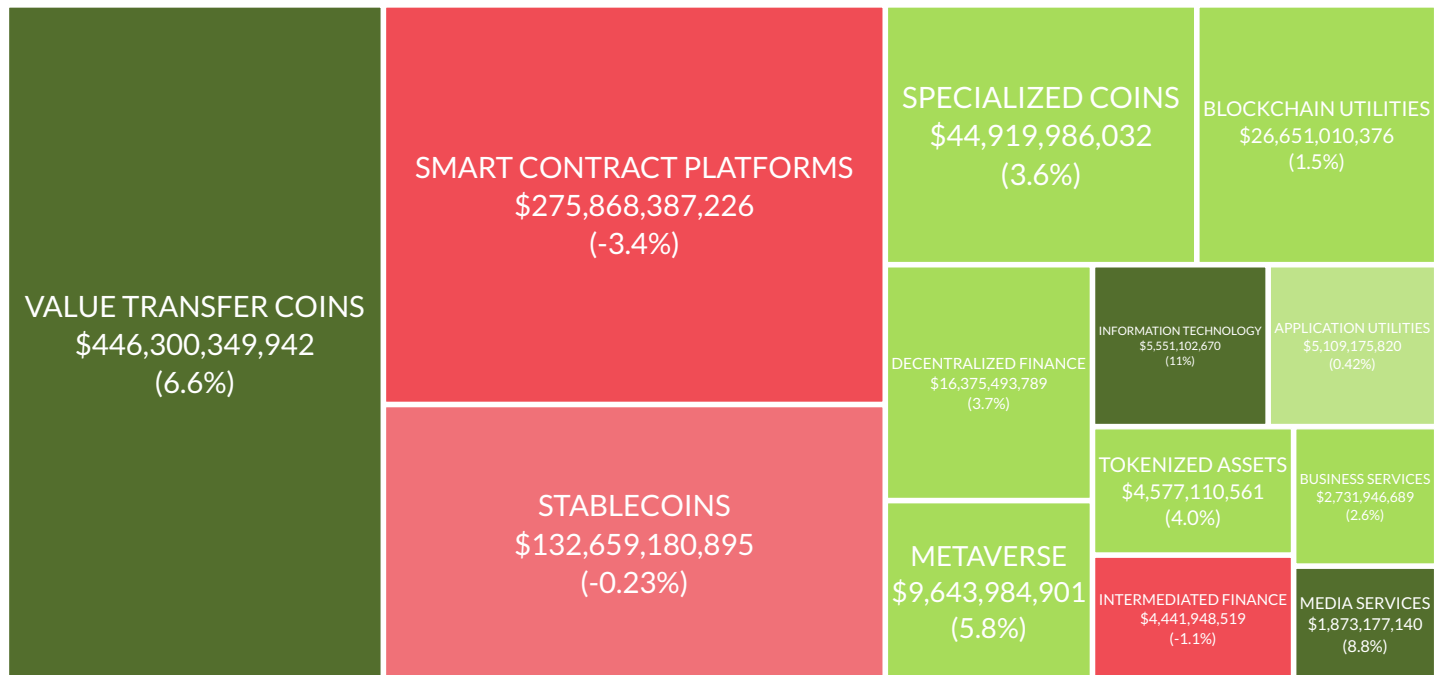 VALUE TRANSFER COINS
$446,300,349,942
(6.6%)
SMART CONTRACT PLATFORMS
$275,868,387,226
(-3.4%)
STABLECOINS
$132,659,180,895
(-0.23%)
SPECIALIZED COINS
$44,919,986,032
(3.6%)
BLOCKCHAIN UTILITIES
$26,651,010,376
(1.5%)
DECENTRALIZED FINANCE
$16,375,493,789
(3.7%)
METAVERSE
$9,643,984,901
(5.8%)
INFORMATION TECHNOLOGY
$5,551,102,670
(11%)
APPLICATION UTILITIES
$5,109,175,820
(0.42%)
TOKENIZED ASSETS
$4,577,110,561
(4.0%)
INTERMEDIATED FINANCE
$4,441,948,519
(-1.1%)
BUSINESS SERVICES
$2,731,946,689
(2.6%)
MEDIA SERVICES
$1,873,177,140
(8.8%)